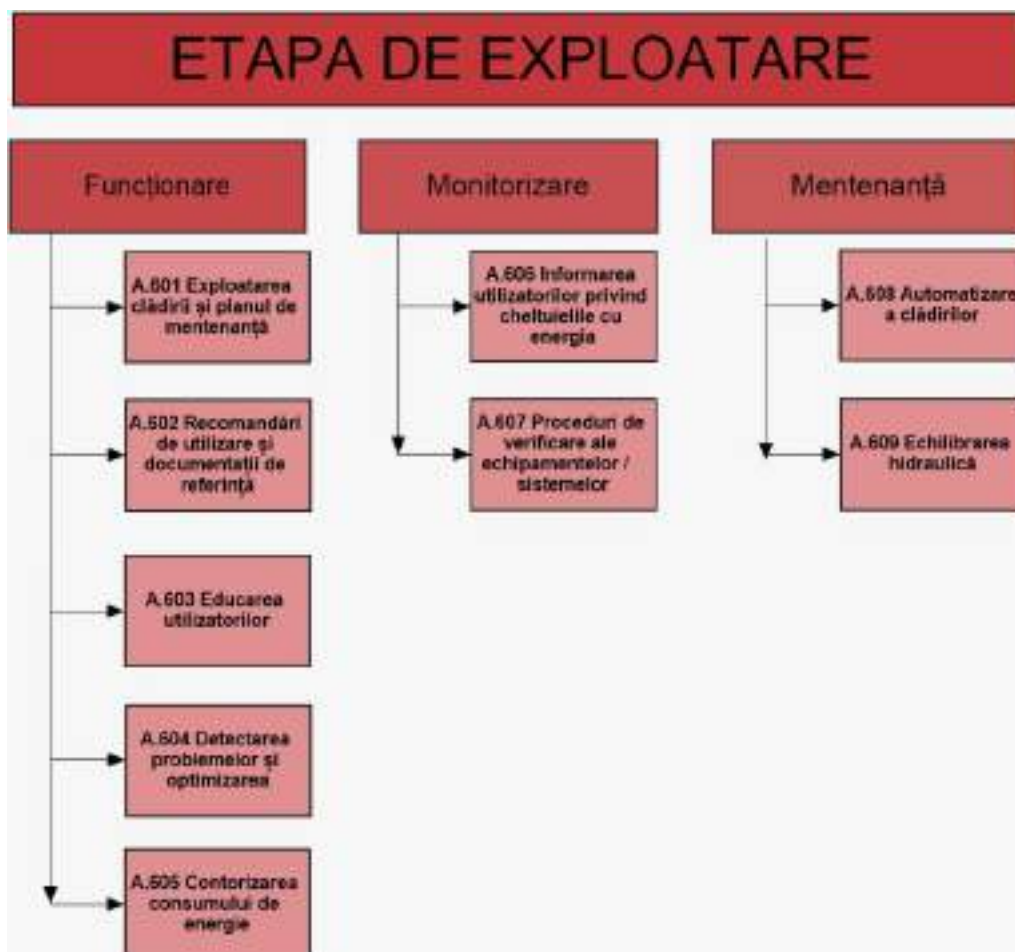 ETAPA DE EXPLOATARE
Funcționare
Monitorizare
Mentenanță
A.601 Exploatarea
clădirii și planul de
mentenanță
A.602 Recomandări
de utilizare și
documentații de
referință
A.603 Educarea
utilizatorilor
A.604 Detectarea
problemelor și
optimizarea
A.605 Contorizarea
consumului de
energie
A.606 Informarea
utilizatorilor privind
cheltuielile cu
energia
A.607 Proceduri de
verificare ale
echipamentelor /
sistemelor
A.608 Automatizare
a clădirilor
A.609 Echilibrarea
hidraulică